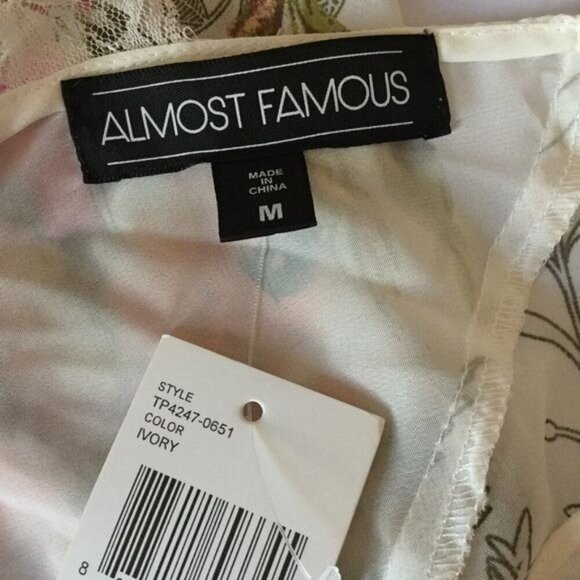 ALMOST FAMOUS
MADE
IN
CHINA
M
STYLE
TP4247-0651
COLOR
IVORY
8